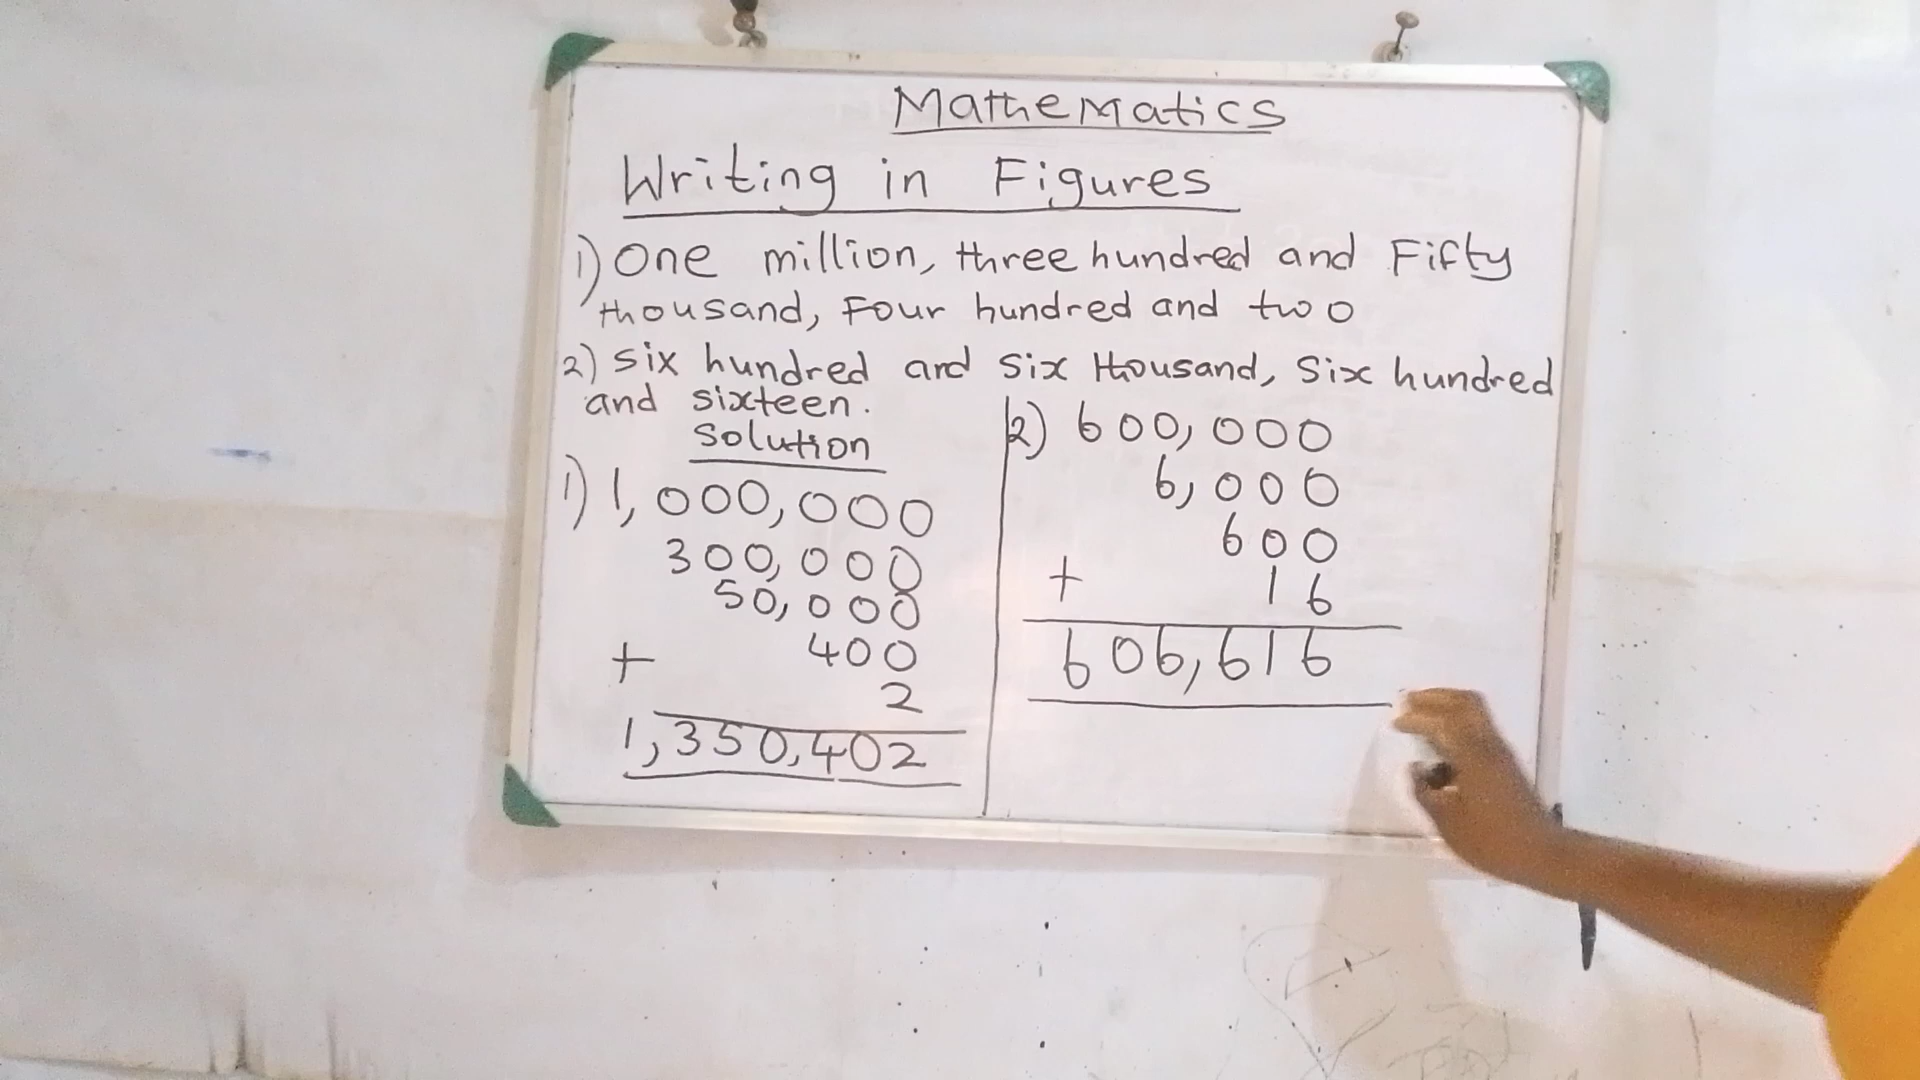 Mathematics
Writing in Figures
1) One million, three hundred and Fifty
thousand, Four hundred and two
2) six hundred and six thousand, six hundred
and sixteen.
Solution
1) 1,000,000
300,000
50,000
+ 400
2
1,350,402
2) 600,000
6,000
600
+ 16
606,616